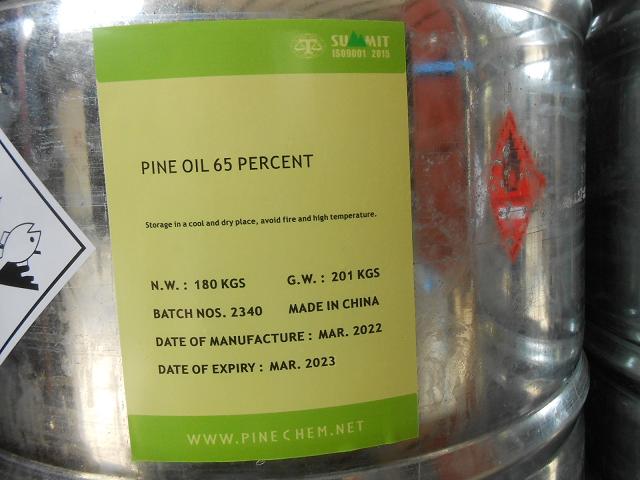 SUMMIT
ISO9001-2015
PINE OIL 65 PERCENT
Storage in a cool and dry place, avoid fire and high temperature.
N.W. : 180 KGS G.W. : 201 KGS
BATCH NOS. 2340 MADE IN CHINA
DATE OF MANUFACTURE : MAR. 2022
DATE OF EXPIRY : MAR. 2023
WWW.PINECHEM.NET